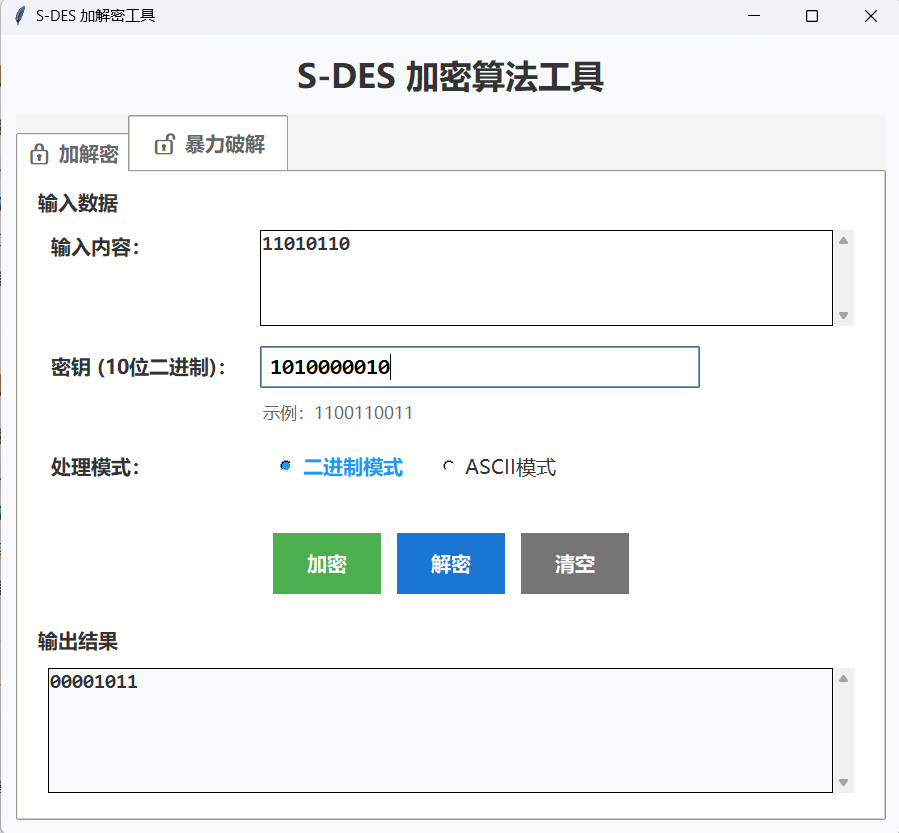 S-DES 加解密工具
S-DES 加密算法工具
加解密
暴力破解
输入数据
输入内容：
11010110
密钥 (10位二进制)：
1010000010
示例：1100110011
处理模式：
二进制模式
ASCII模式
加密
解密
清空
输出结果
00001011